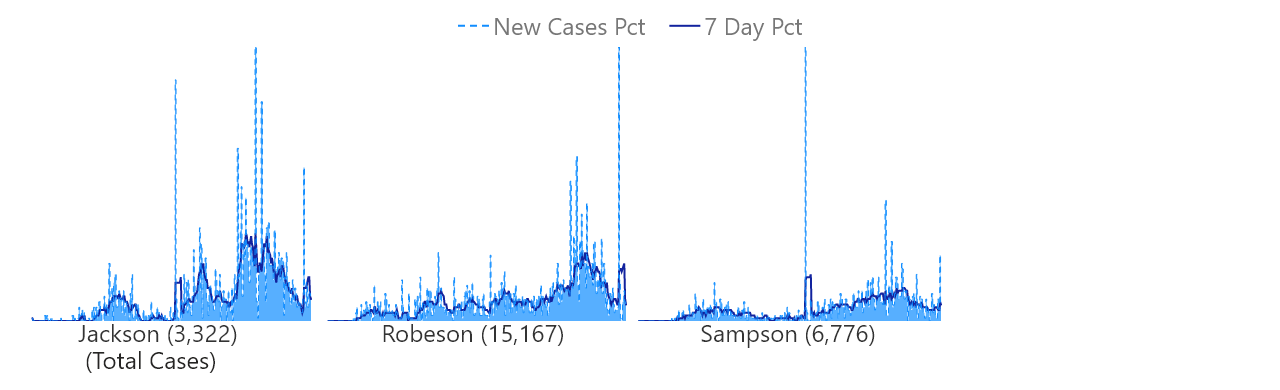 New Cases Pct 7 Day Pct
Jackson (3,322) Robeson (15,167) Sampson (6,776)
(Total Cases)